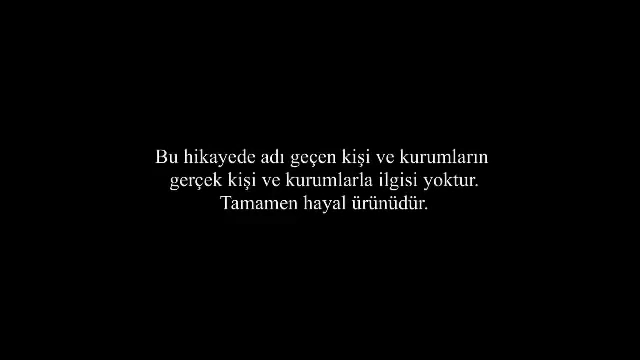 Bu hikayede adı geçen kişi ve kurumların
gerçek kişi ve kurumlarla ilgisi yoktur.
Tamamen hayal ürünüdür.